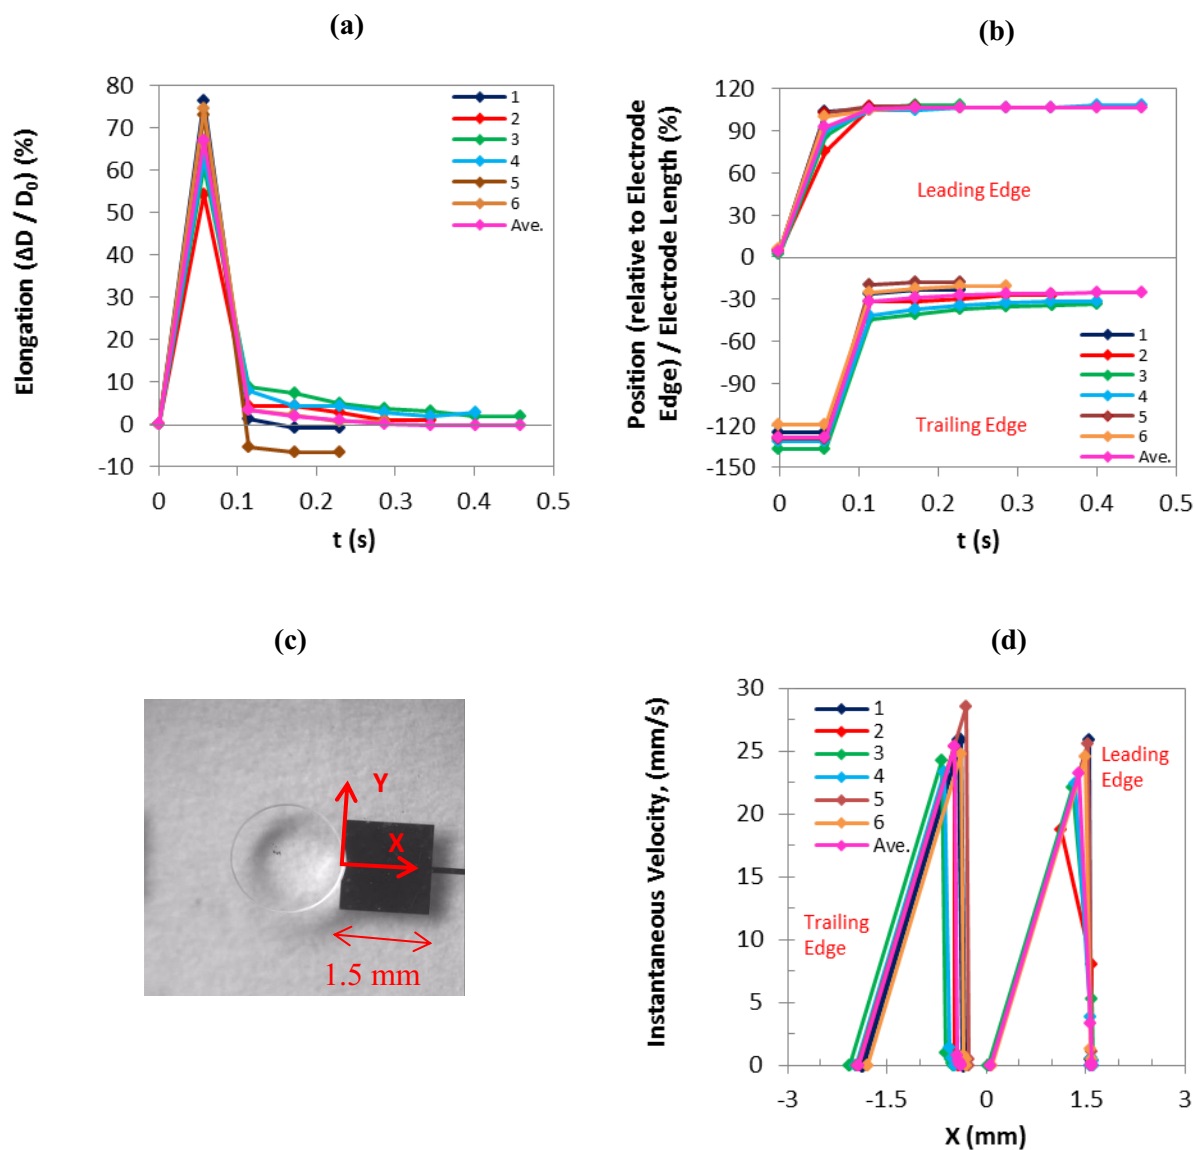 (a)
Elongation (ΔD / D₀) (%)
80
70
60
50
40
30
20
10
0
-10
0 0.1 0.2 0.3 0.4 0.5
t (s)
1
2
3
4
5
6
Ave.
(b)
Position (relative to Electrode
Edge) / Electrode Length (%)
120
90
60
30
0
-30
-60
-90
-120
-150
0 0.1 0.2 0.3 0.4 0.5
t (s)
Leading Edge
Trailing Edge
1
2
3
4
5
6
Ave.
(c)
Y
X
1.5 mm
(d)
Instantaneous Velocity, (mm/s)
30
25
20
15
10
5
0
-3 -1.5 0 1.5 3
X (mm)
1
2
3
4
5
6
Ave.
Leading
Edge
Trailing
Edge